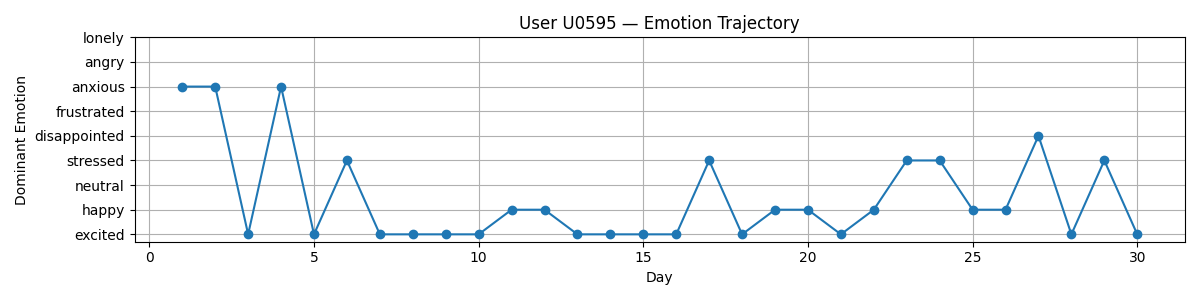 User U0595 — Emotion Trajectory
Dominant Emotion
lonely
angry
anxious
frustrated
disappointed
stressed
neutral
happy
excited
0 5 10 15 20 25 30
Day